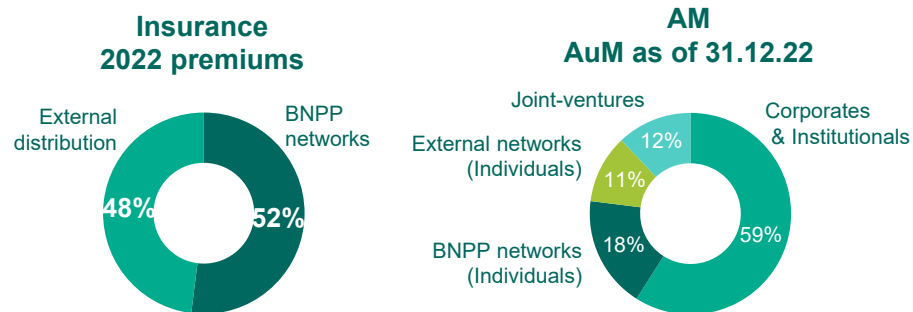 Insurance
2022 premiums
External
distribution
BNPP
networks
48%
52%
AM
AuM as of 31.12.22
Joint-ventures
Corporates
& Institutionals
External networks
(Individuals)
BNPP networks
(Individuals)
12%
11%
18%
59%